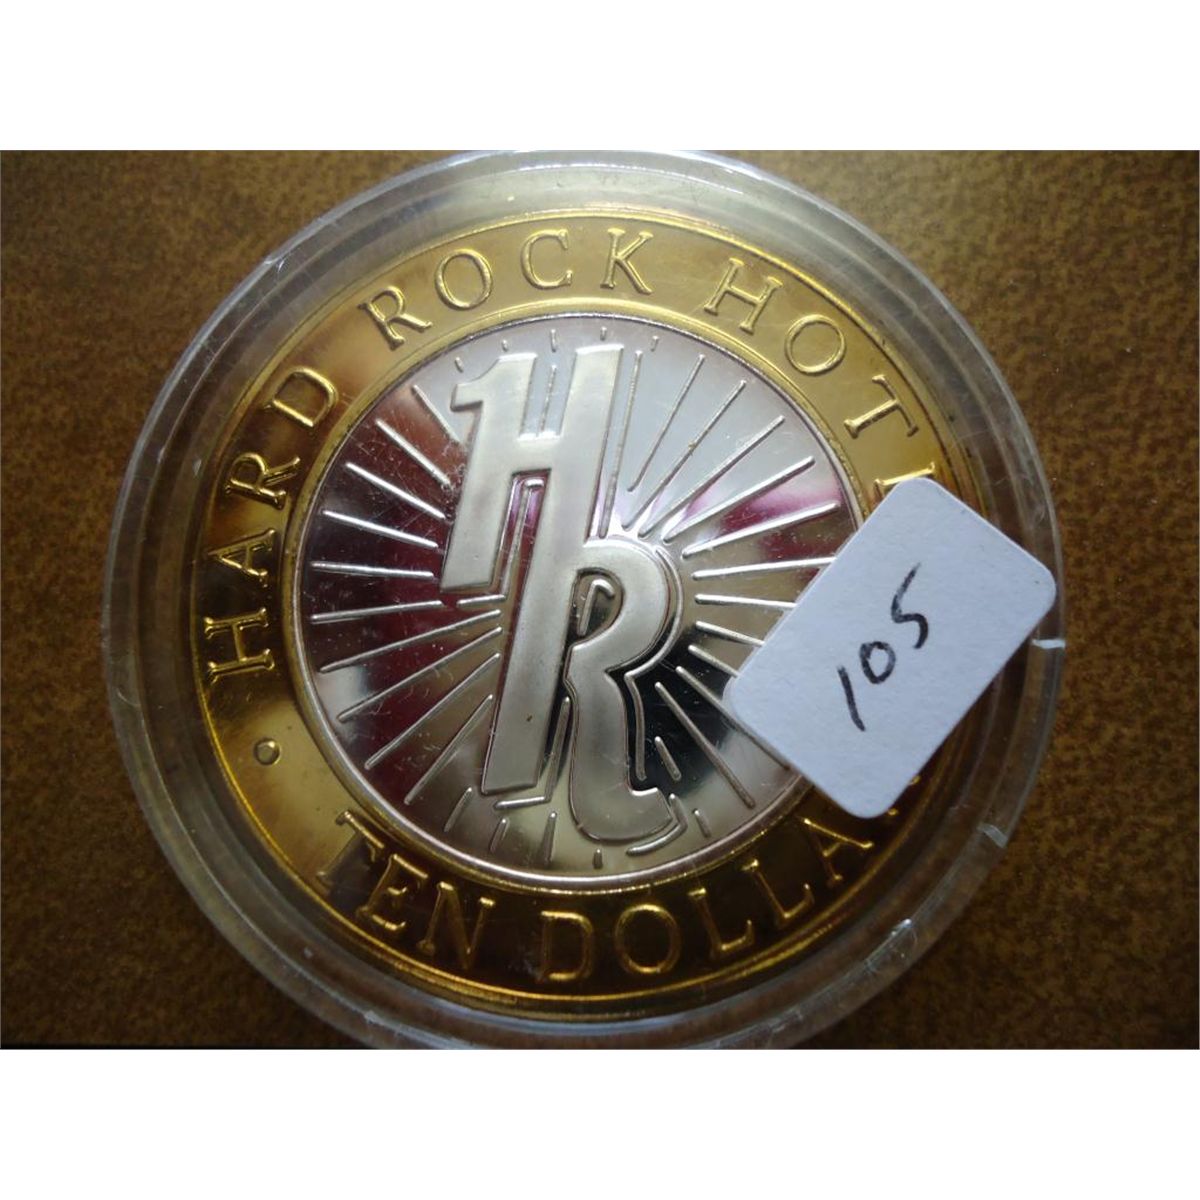 HARD ROCK HOT
HR
105
TEN DOLLA